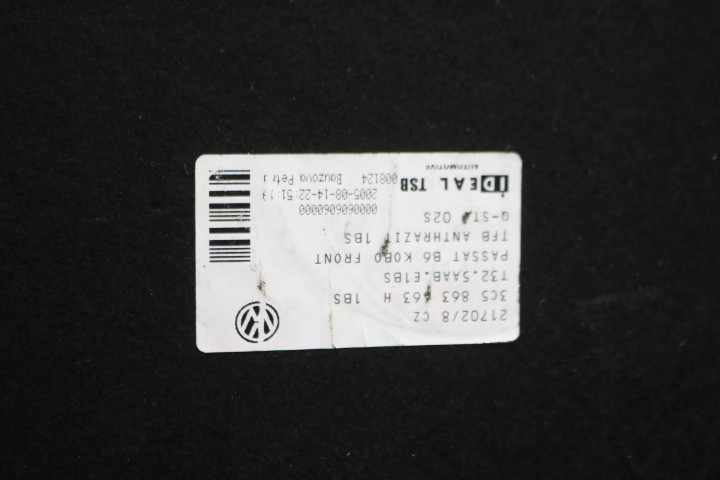 21702/8 CZ
3C5 863 463 H 1BS
T32.5AAB.E1BS
PASSAT B6 KOBO FRONT
TFB ANTHRAZIT 1BS
Q-STA 02S
0000606060000
2005-08-14-22:51:13
008124 Bauzova Petra
iDEAL TSB
AUTOMOTIVE